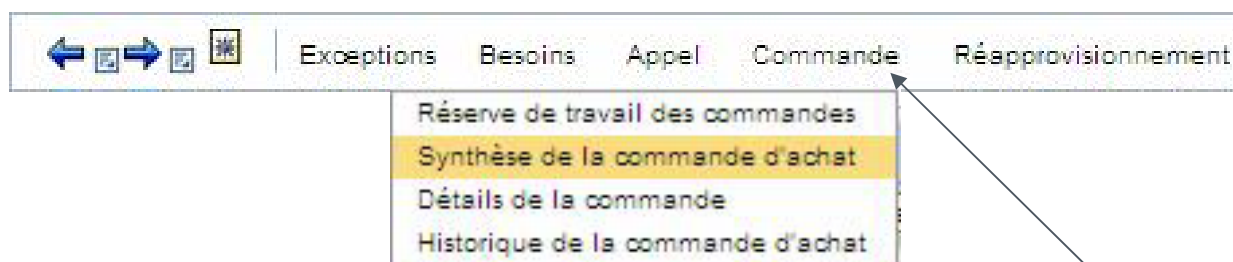 Exceptions Besoins Appel Commande Réapprovisionnement
Réserve de travail des commandes
Synthèse de la commande d'achat
Détails de la commande
Historique de la commande d'achat